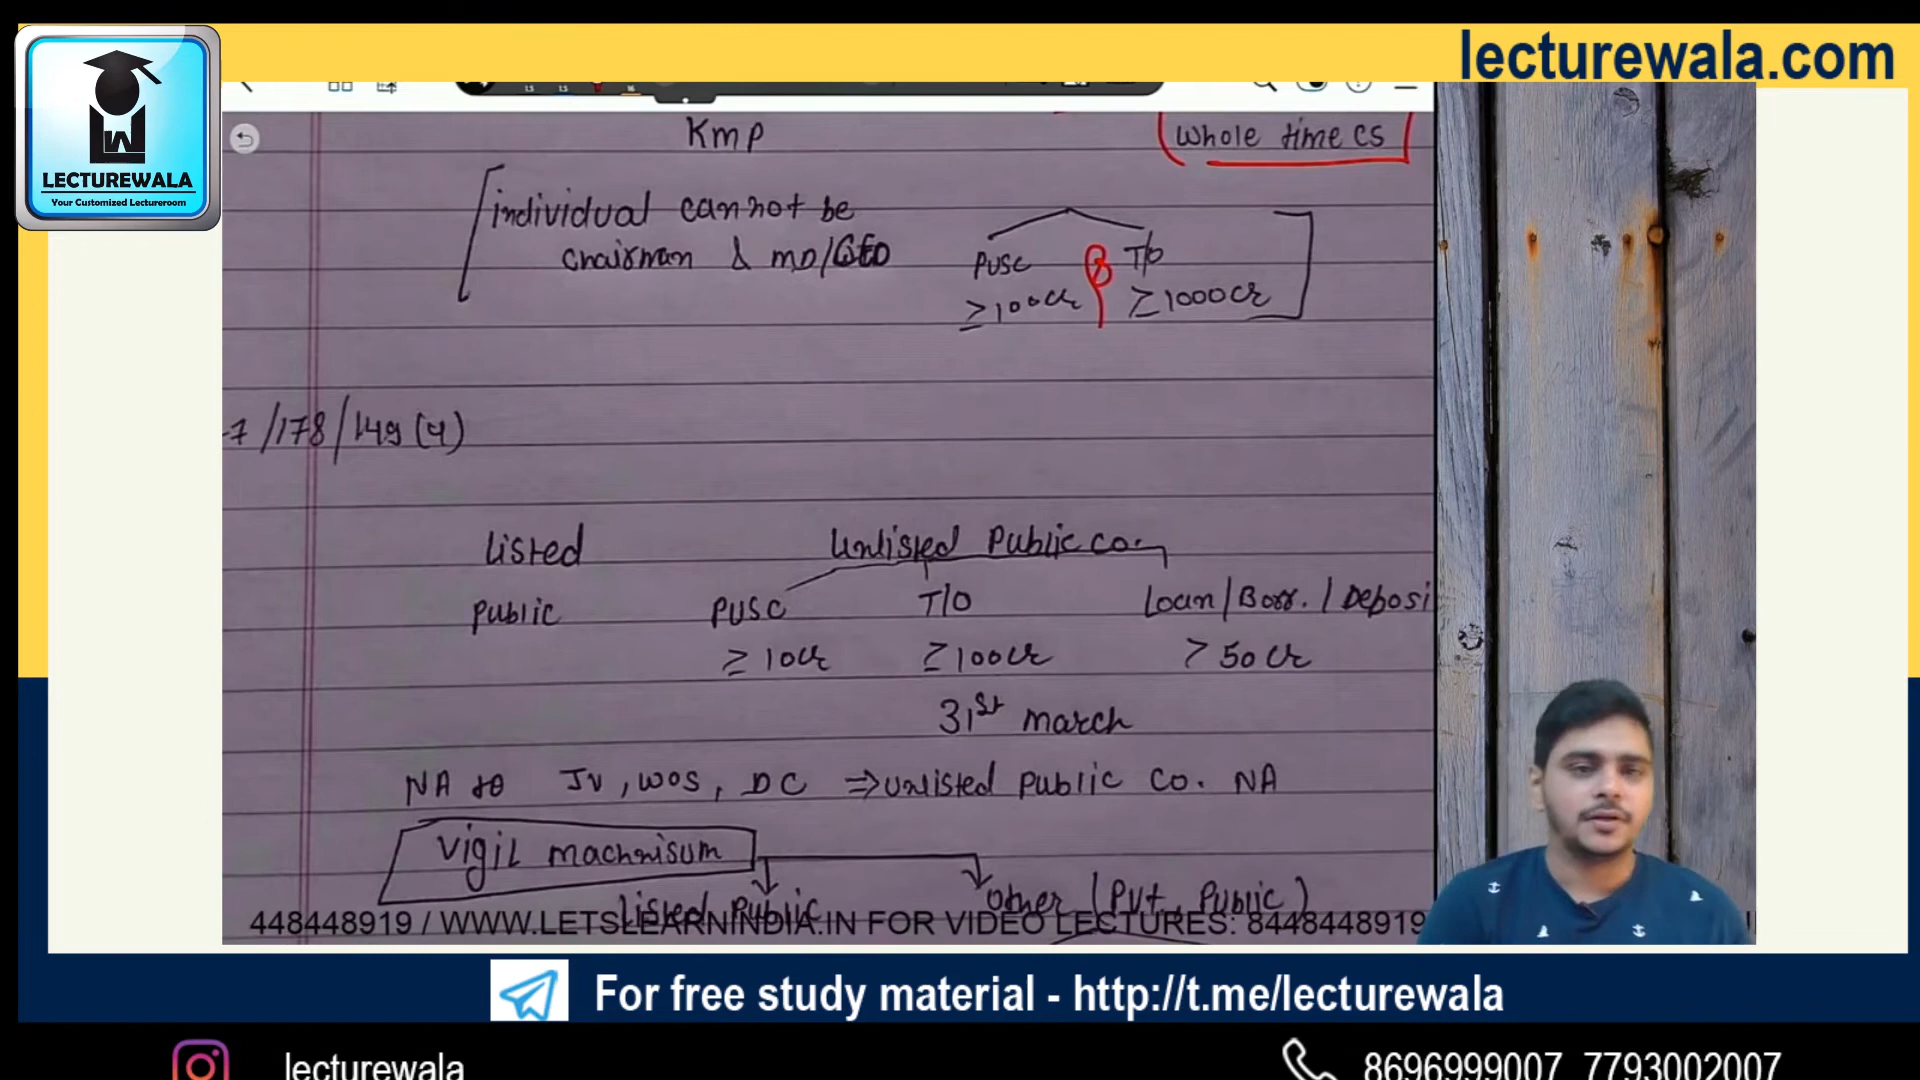 lecturewala.com
LW
LECTUREWALA
Your Customized Lectureroom
KMP
Whole time CS
individual cannot be
chairman & MD/CEO
PUSC
T/O
≥100Cr
≥1000Cr
7/178/149(4)
Listed
Unlisted Public co.
Public
PUSC
T/O
Loan/Borr./Deposi
≥10Cr
≥100Cr
> 50 Cr
31st march
NA to JV, WOS, DC ⇒ unlisted public Co. NA
Vigil machnisum
Listed Public
Other (Pvt, Public)
448448919 / WWW.LETSLEARNINDIA.IN FOR VIDEO LECTURES: 8448448919
For free study material - http://t.me/lecturewala
lecturewala
8696999007, 7793002007